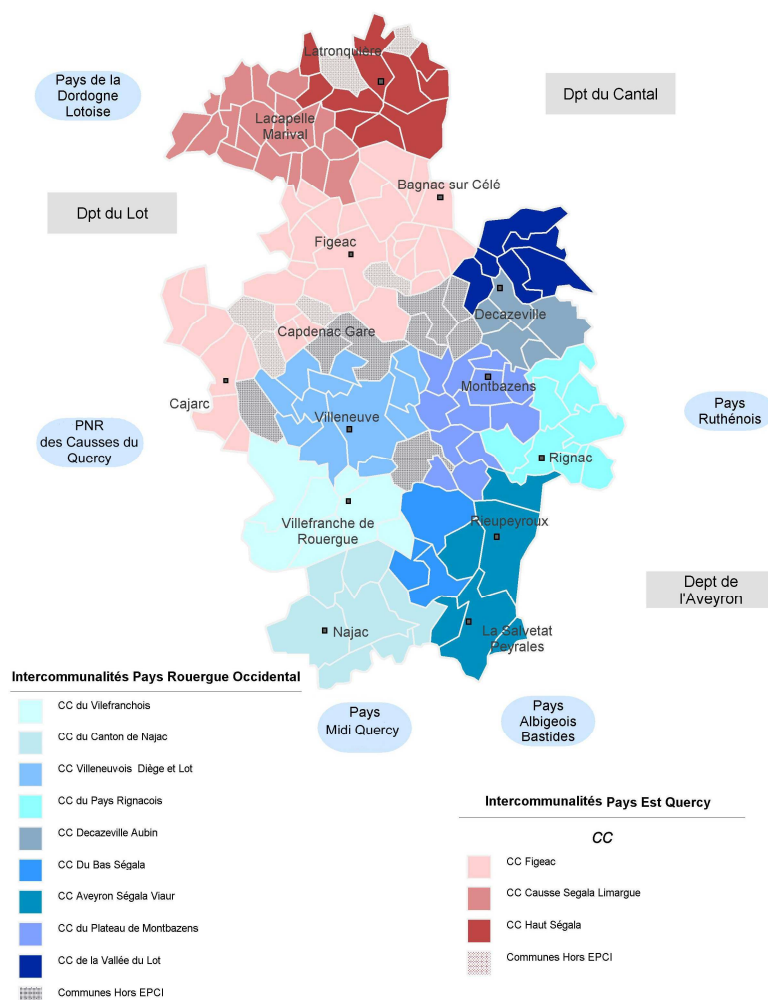 Latronquière
Pays de la
Dordogne
Lotoise
Dpt du Cantal
Lacapelle
Marival
Bagnac sur Célé
Dpt du Lot
Figeac
Decazeville
Capdenac Gare
Montbazens
Cajarc
Pays
Ruthénois
Villeneuve
PNR
des Causses du
Quercy
Rignac
Villefranche de
Rouergue
Rieupeyroux
Dept de
l'Aveyron
Najac
La Salvetat
Peyrales
Intercommunalités Pays Rouergue Occidental
CC du Vilefranchois
CC du Canton de Najac
CC Villeneuvois Diège et Lot
CC du Pays Rignacois
CC Decazeville Aubin
CC Du Bas Ségala
CC Aveyron Ségala Viaur
CC du Plateau de Montbazens
CC de la Vallée du Lot
Communes Hors EPCI
Pays
Midi Quercy
Pays
Albigeois
Bastides
Intercommunalités Pays Est Quercy
CC
CC Figeac
CC Causse Segala Limargue
CC Haut Ségala
Communes Hors EPCI